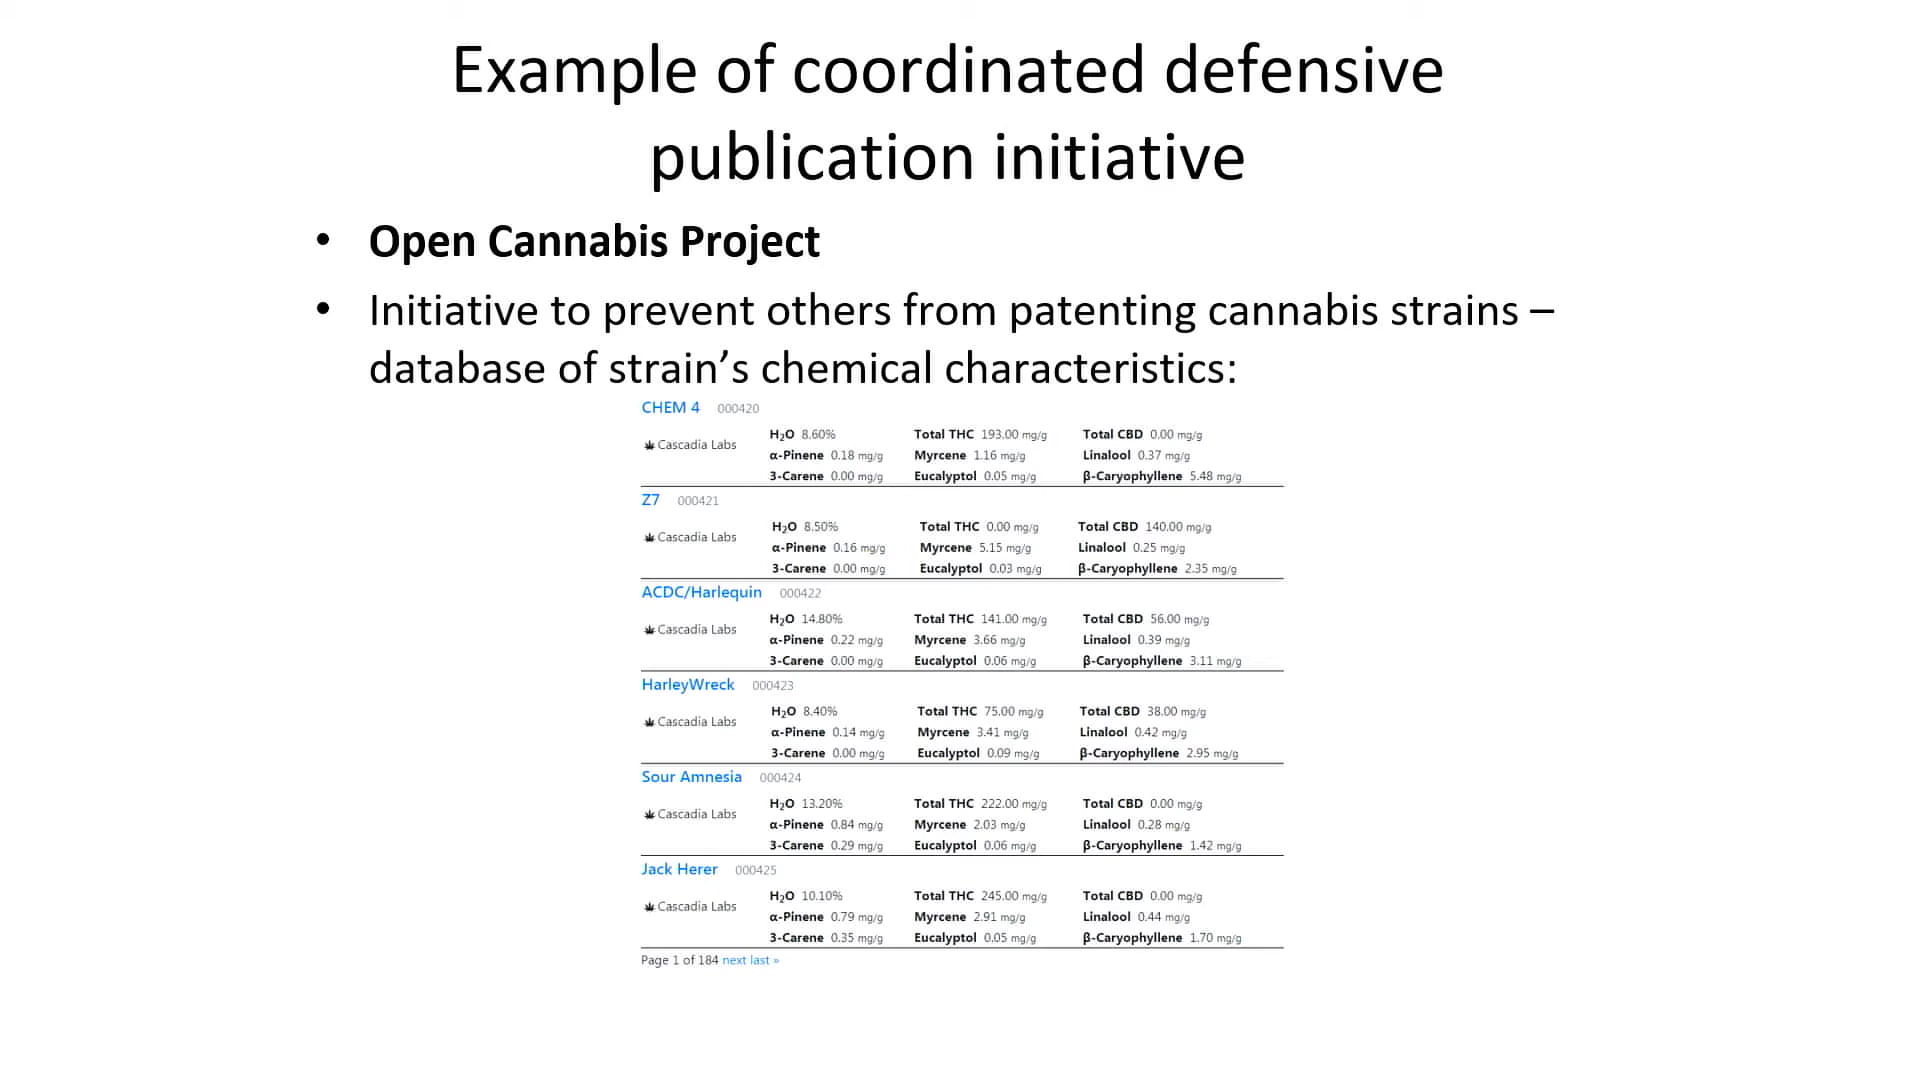 Example of coordinated defensive
publication initiative
• Open Cannabis Project
• Initiative to prevent others from patenting cannabis strains –
database of strain’s chemical characteristics:
CHEM 4 000420
Cascadia Labs
H₂O 8.60% Total THC 193.00 mg/g Total CBD 0.00 mg/g
α-Pinene 0.18 mg/g Myrcene 1.16 mg/g Linalool 0.37 mg/g
3-Carene 0.00 mg/g Eucalyptol 0.05 mg/g β-Caryophyllene 5.48 mg/g
Z7 000421
Cascadia Labs
H₂O 8.50% Total THC 0.00 mg/g Total CBD 140.00 mg/g
α-Pinene 0.16 mg/g Myrcene 5.15 mg/g Linalool 0.25 mg/g
3-Carene 0.00 mg/g Eucalyptol 0.03 mg/g β-Caryophyllene 2.35 mg/g
ACDC/Harlequin 000422
Cascadia Labs
H₂O 14.80% Total THC 141.00 mg/g Total CBD 56.00 mg/g
α-Pinene 0.22 mg/g Myrcene 3.66 mg/g Linalool 0.39 mg/g
3-Carene 0.00 mg/g Eucalyptol 0.06 mg/g β-Caryophyllene 3.11 mg/g
HarleyWreck 000423
Cascadia Labs
H₂O 8.40% Total THC 75.00 mg/g Total CBD 38.00 mg/g
α-Pinene 0.14 mg/g Myrcene 3.41 mg/g Linalool 0.42 mg/g
3-Carene 0.00 mg/g Eucalyptol 0.09 mg/g β-Caryophyllene 2.95 mg/g
Sour Amnesia 000424
Cascadia Labs
H₂O 13.20% Total THC 222.00 mg/g Total CBD 0.00 mg/g
α-Pinene 0.84 mg/g Myrcene 2.03 mg/g Linalool 0.28 mg/g
3-Carene 0.29 mg/g Eucalyptol 0.06 mg/g β-Caryophyllene 1.42 mg/g
Jack Herer 000425
Cascadia Labs
H₂O 10.10% Total THC 245.00 mg/g Total CBD 0.00 mg/g
α-Pinene 0.79 mg/g Myrcene 2.91 mg/g Linalool 0.44 mg/g
3-Carene 0.35 mg/g Eucalyptol 0.05 mg/g β-Caryophyllene 1.70 mg/g
Page 1 of 184 next last »